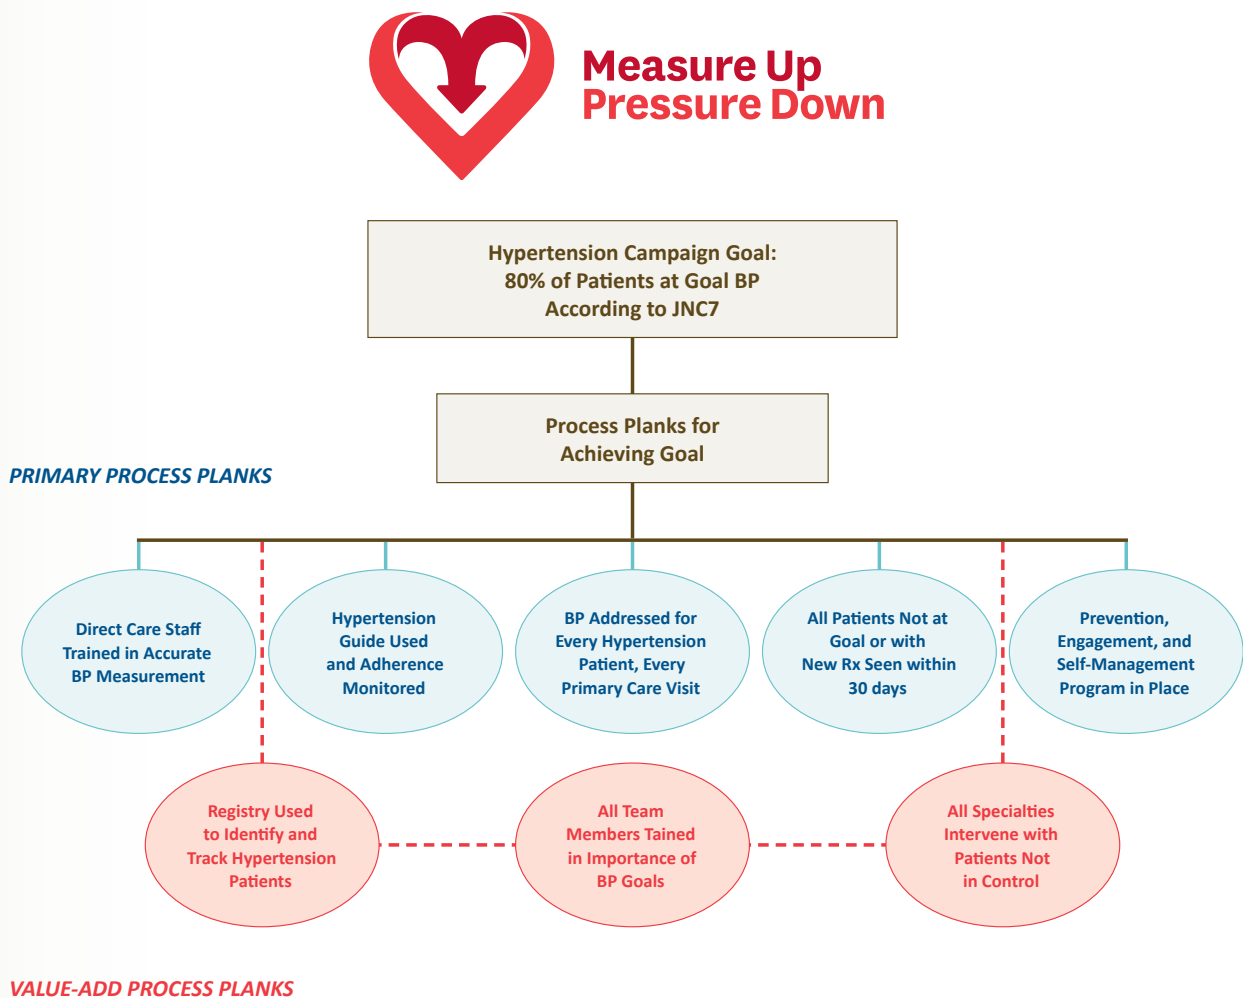 Measure Up
Pressure Down
Hypertension Campaign Goal:
80% of Patients at Goal BP
According to JNC7
Process Planks for
Achieving Goal
PRIMARY PROCESS PLANKS
Direct Care Staff
Trained in Accurate
BP Measurement
Hypertension
Guide Used
and Adherence
Monitored
BP Addressed for
Every Hypertension
Patient, Every
Primary Care Visit
All Patients Not at
Goal or with
New Rx Seen within
30 days
Prevention,
Engagement, and
Self-Management
Program in Place
Registry Used
to Identify and
Track Hypertension
Patients
All Team
Members Tained
in Importance of
BP Goals
All Specialties
Intervene with
Patients Not
in Control
VALUE-ADD PROCESS PLANKS